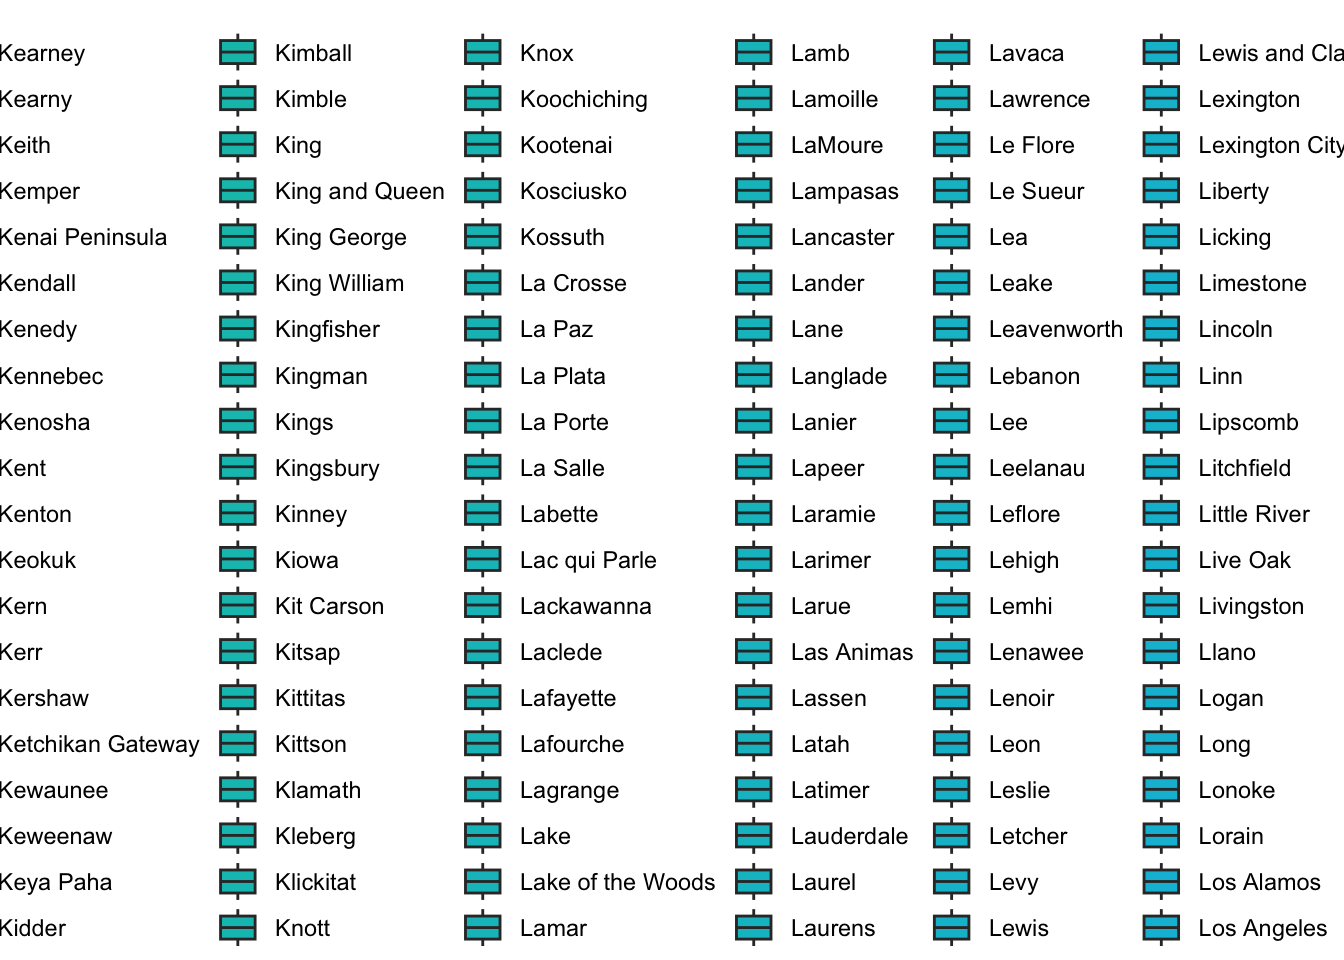 Kearney Kimball Knox Lamb Lavaca Lewis and Cla
Kearny Kimble Koochiching Lamoille Lawrence Lexington
Keith King Kootenai LaMoure Le Flore Lexington City
Kemper King and Queen Kosciusko Lampasas Le Sueur Liberty
Kenai Peninsula King George Kossuth Lancaster Lea Licking
Kendall King William La Crosse Lander Leake Limestone
Kenedy Kingfisher La Paz Lane Leavenworth Lincoln
Kennebec Kingman La Plata Langlade Lebanon Linn
Kenosha Kings La Porte Lanier Lee Lipscomb
Kent Kingsbury La Salle Lapeer Leelanau Litchfield
Kenton Kinney Labette Laramie Leflore Little River
Keokuk Kiowa Lac qui Parle Larimer Lehigh Live Oak
Kern Kit Carson Lackawanna Larue Lemhi Livingston
Kerr Kitsap Laclede Las Animas Lenawee Llano
Kershaw Kittitas Lafayette Lassen Lenoir Logan
Ketchikan Gateway Kittson Lafourche Latah Leon Long
Kewaunee Klamath Lagrange Latimer Leslie Lonoke
Keweenaw Kleberg Lake Lauderdale Letcher Lorain
Keya Paha Klickitat Lake of the Woods Laurel Levy Los Alamos
Kidder Knott Lamar Laurens Lewis Los Angeles